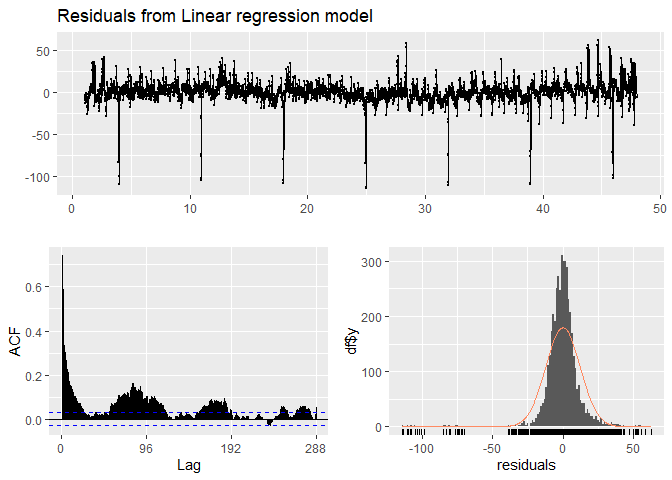 Residuals from Linear regression model
50
0
-50
-100
0 10 20 30 40 50
0.6
0.4
0.2
0.0
ACF
0 96 192 288
Lag
300
200
100
0
df$y
-100 -50 0 50
residuals